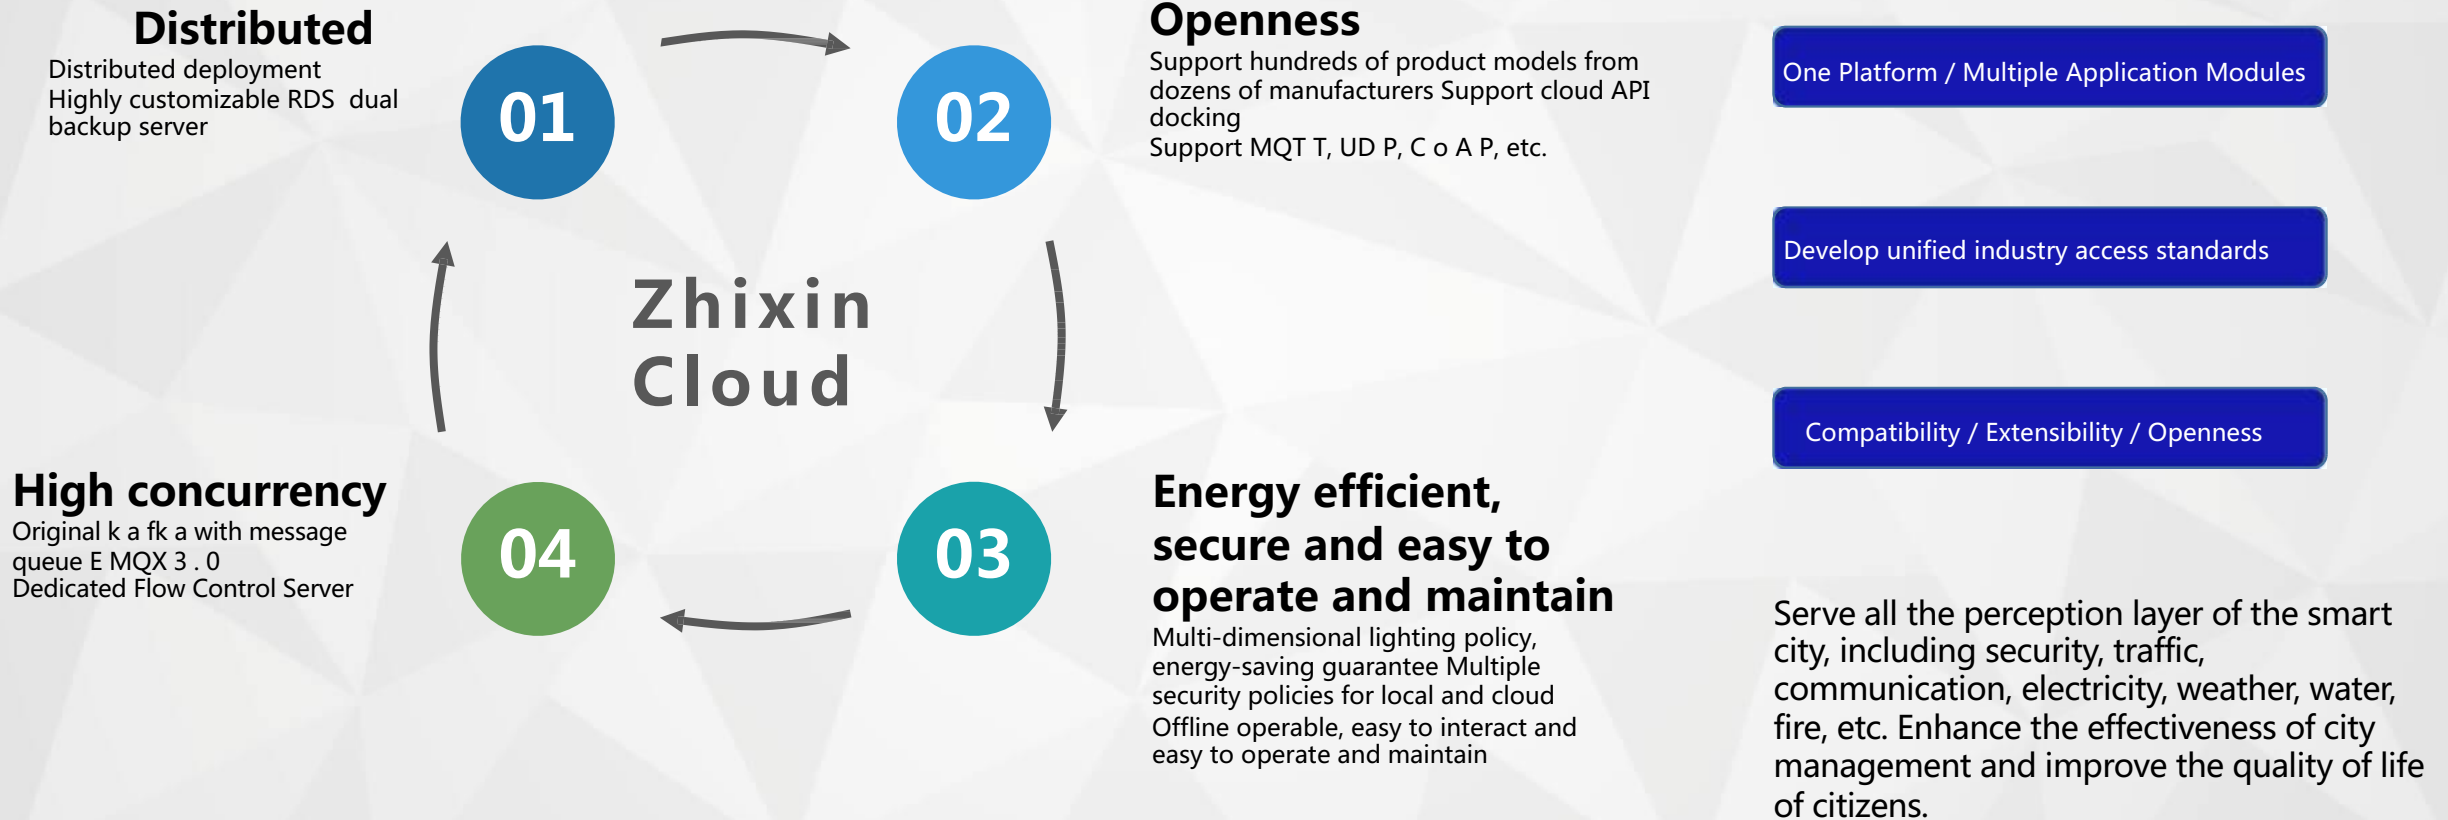 Distributed
Distributed deployment
Highly customizable RDS dual
backup server
01
02
Openness
Support hundreds of product models from
dozens of manufacturers Support cloud API
docking
Support MQT T, UD P, C o A P, etc.
Zhixin
Cloud
High concurrency
Original k a fk a with message
queue E MQX 3 . 0
Dedicated Flow Control Server
04
03
Energy efficient,
secure and easy to
operate and maintain
Multi-dimensional lighting policy,
energy-saving guarantee Multiple
security policies for local and cloud
Offline operable, easy to interact and
easy to operate and maintain
One Platform / Multiple Application Modules
Develop unified industry access standards
Compatibility / Extensibility / Openness
Serve all the perception layer of the smart
city, including security, traffic,
communication, electricity, weather, water,
fire, etc. Enhance the effectiveness of city
management and improve the quality of life
of citizens.